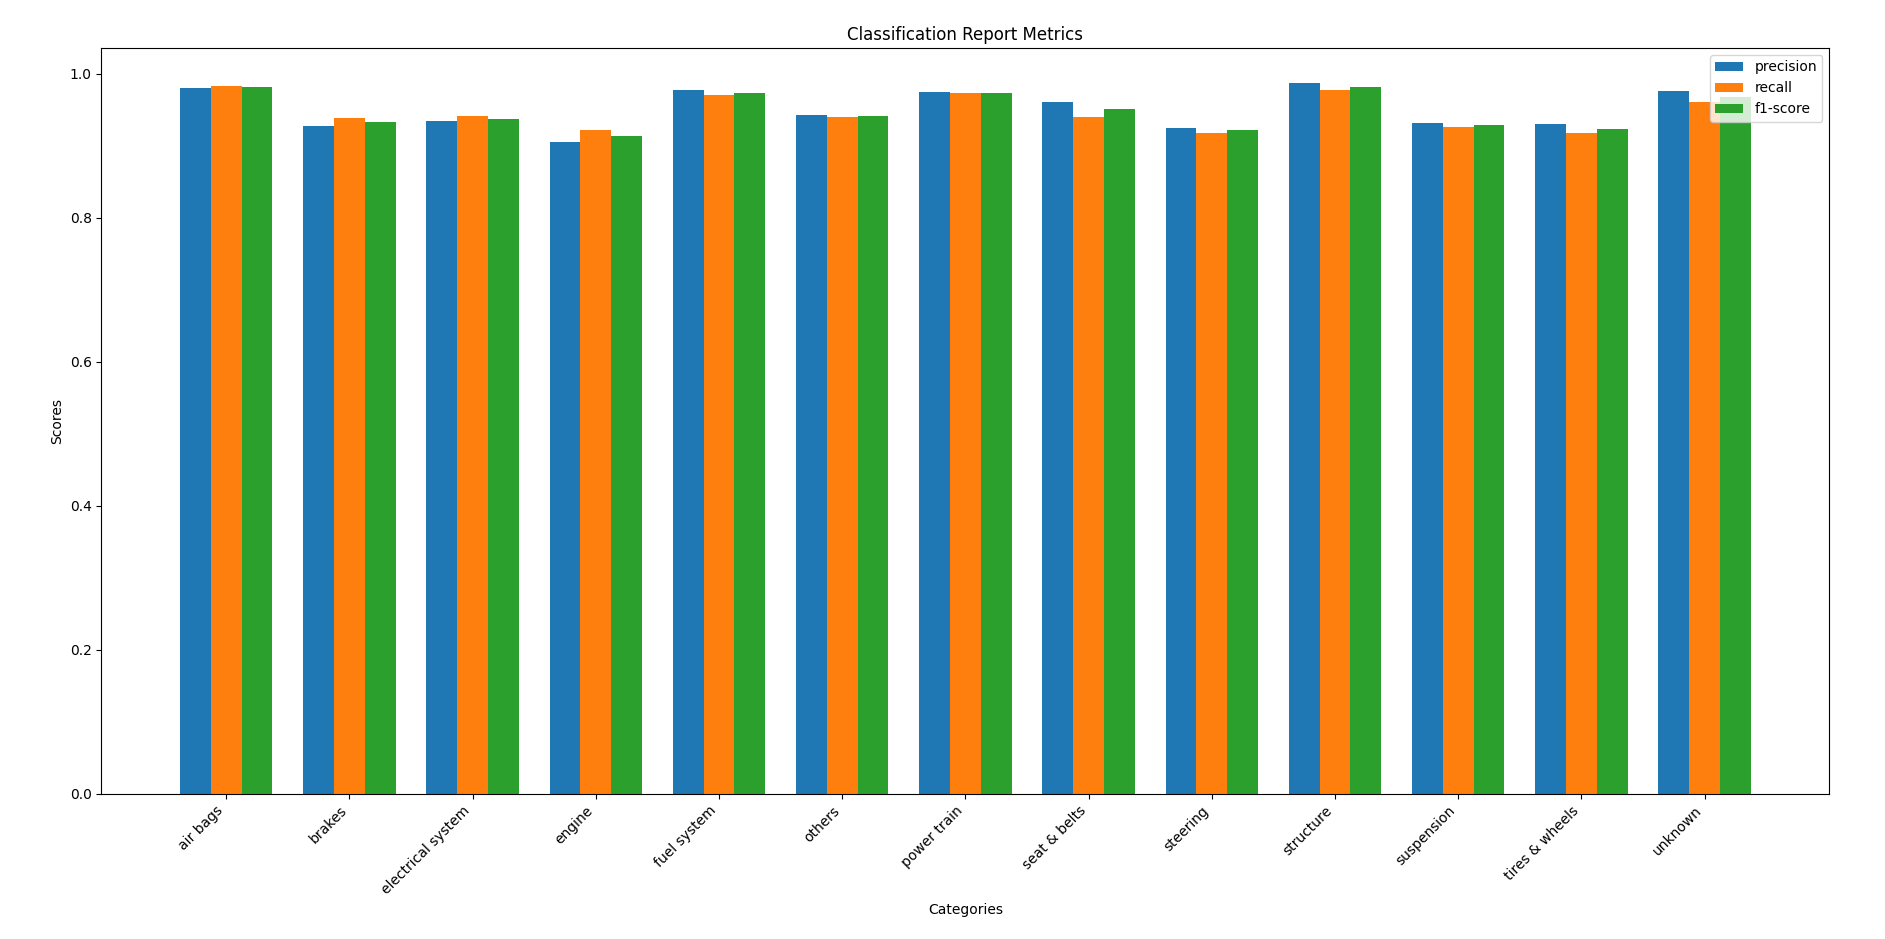 Classification Report Metrics
precision
recall
f1-score
1.0
0.8
0.6
0.4
0.2
0.0
Scores
air bags
brakes
electrical system
engine
fuel system
others
power train
seat & belts
steering
structure
suspension
tires & wheels
unknown
Categories